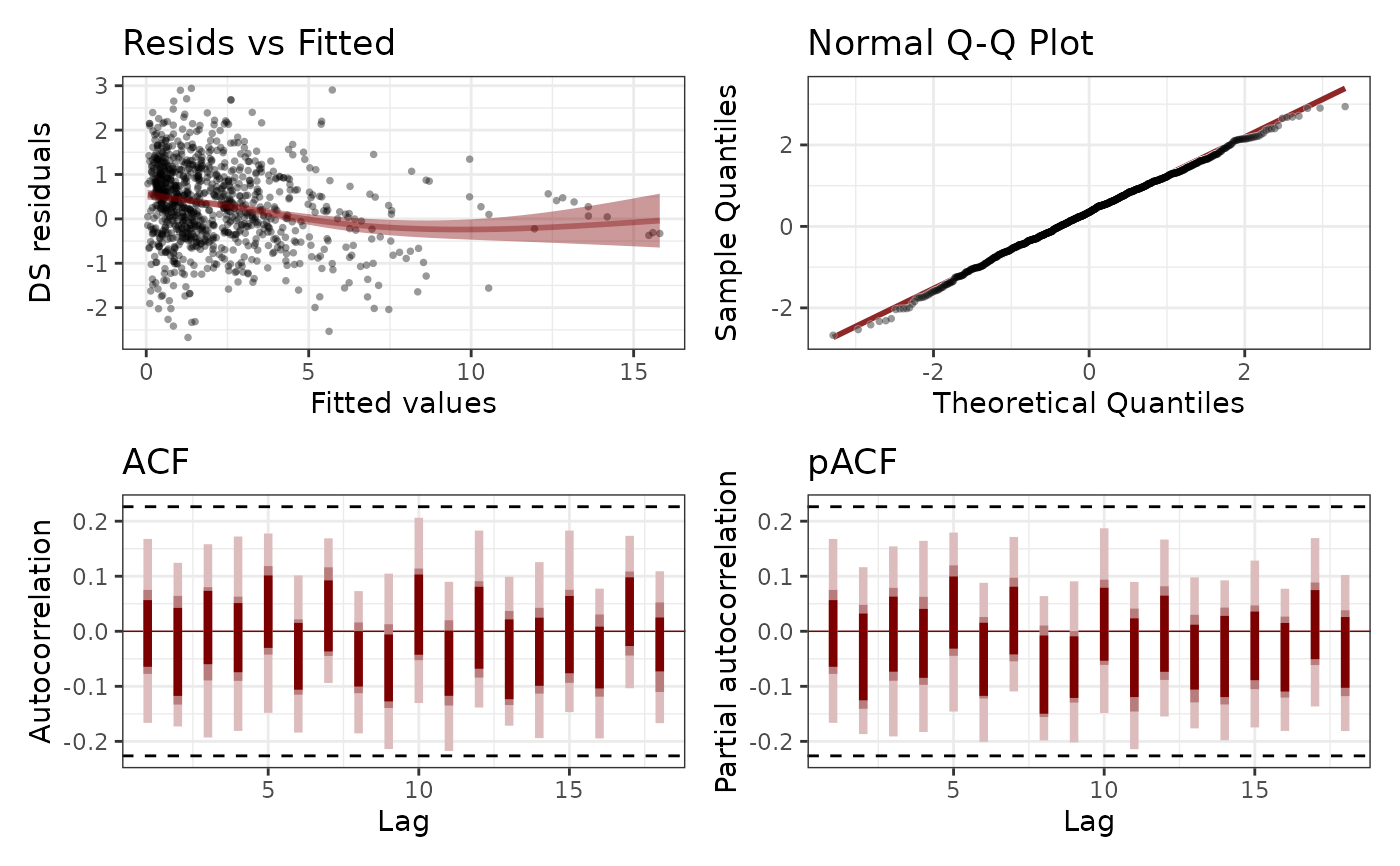 Resids vs Fitted
DS residuals
3
2
1
0
-1
-2
0 5 10 15
Fitted values
Normal Q-Q Plot
Sample Quantiles
2
0
-2
-2 0 2
Theoretical Quantiles
ACF
Autocorrelation
0.2
0.1
0.0
-0.1
-0.2
5 10 15
Lag
pACF
Partial autocorrelation
0.2
0.1
0.0
-0.1
-0.2
5 10 15
Lag